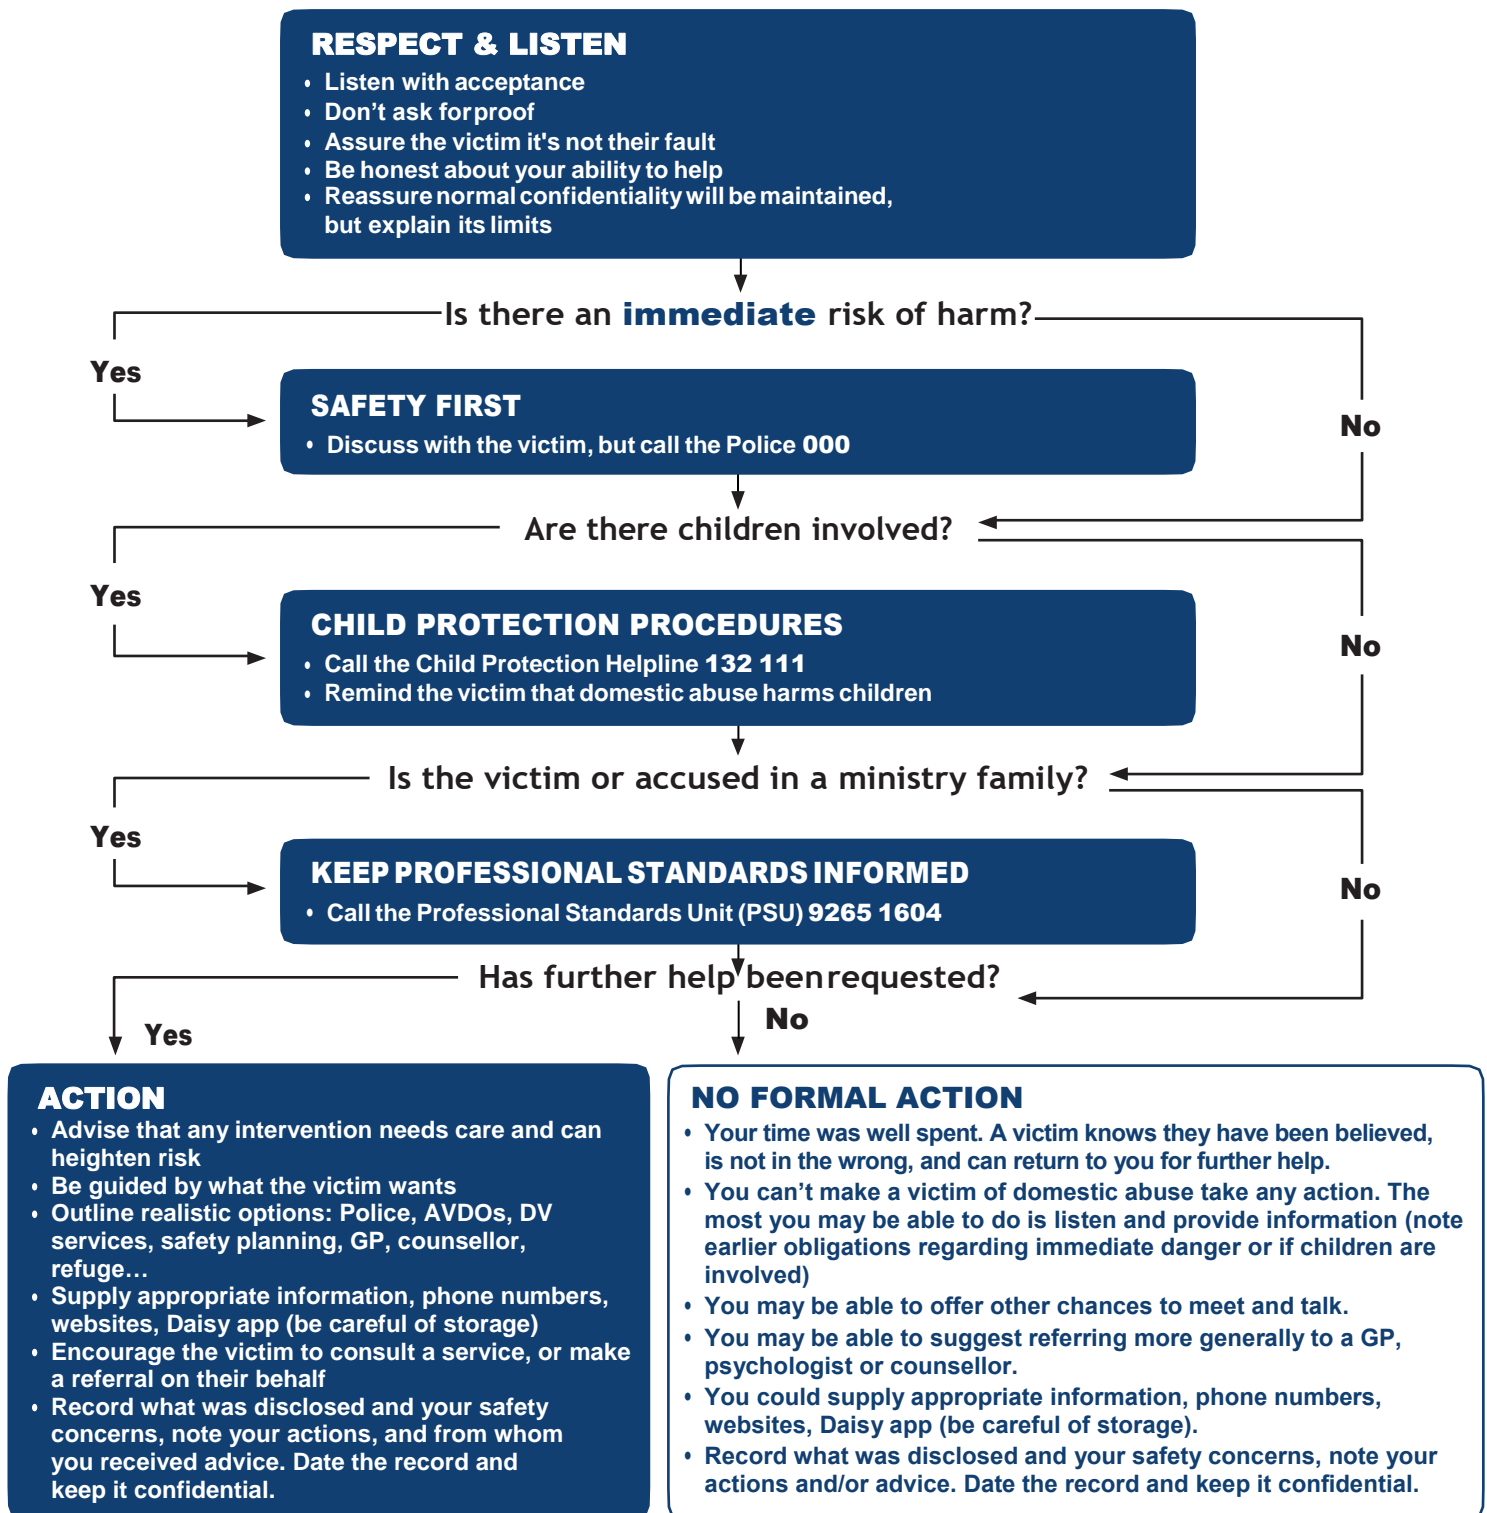 RESPECT & LISTEN
• Listen with acceptance
• Don’t ask forproof
• Assure the victim it's not their fault
• Be honest about your ability to help
• Reassure normal confidentiality will be maintained,
but explain its limits
Is there an immediate risk of harm?
Yes
No
SAFETY FIRST
• Discuss with the victim, but call the Police 000
Are there children involved?
Yes
No
CHILD PROTECTION PROCEDURES
• Call the Child Protection Helpline 132 111
• Remind the victim that domestic abuse harms children
Is the victim or accused in a ministry family?
Yes
No
KEEP PROFESSIONAL STANDARDS INFORMED
• Call the Professional Standards Unit (PSU) 9265 1604
Has further help been requested?
Yes
No
ACTION
• Advise that any intervention needs care and can
heighten risk
• Be guided by what the victim wants
• Outline realistic options: Police, AVDOs, DV
services, safety planning, GP, counsellor,
refuge…
• Supply appropriate information, phone numbers,
websites, Daisy app (be careful of storage)
• Encourage the victim to consult a service, or make
a referral on their behalf
• Record what was disclosed and your safety
concerns, note your actions, and from whom
you received advice. Date the record and
keep it confidential.
NO FORMAL ACTION
• Your time was well spent. A victim knows they have been believed,
is not in the wrong, and can return to you for further help.
• You can’t make a victim of domestic abuse take any action. The
most you may be able to do is listen and provide information (note
earlier obligations regarding immediate danger or if children are
involved)
• You may be able to offer other chances to meet and talk.
• You may be able to suggest referring more generally to a GP,
psychologist or counsellor.
• You could supply appropriate information, phone numbers,
websites, Daisy app (be careful of storage).
• Record what was disclosed and your safety concerns, note your
actions and/or advice. Date the record and keep it confidential.